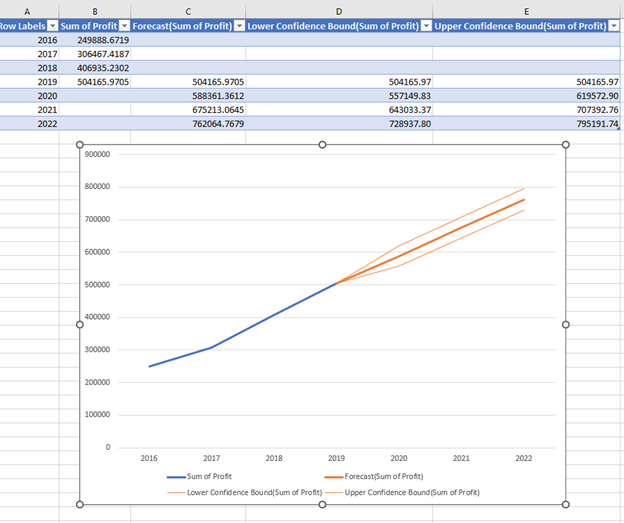 A B C D E
Row Labels Sum of Profit Forecast(Sum of Profit) Lower Confidence Bound(Sum of Profit) Upper Confidence Bound(Sum of Profit)
2016 249888.6719
2017 306467.4187
2018 406935.2302
2019 504165.9705 504165.9705 504165.97 504165.97
2020 588361.3612 557149.83 619572.90
2021 675213.0645 643033.37 707392.76
2022 762064.7679 728937.80 795191.74
900000
800000
700000
600000
500000
400000
300000
200000
100000
0
2016 2017 2018 2019 2020 2021 2022
Sum of Profit Forecast(Sum of Profit)
Lower Confidence Bound(Sum of Profit) Upper Confidence Bound(Sum of Profit)